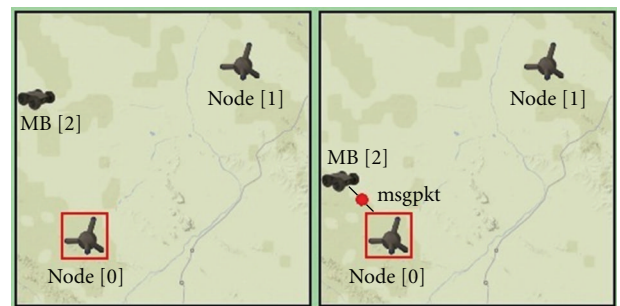 Node [1]
MB [2]
Node [0]
Node [1]
MB [2]
msgpkt
Node [0]